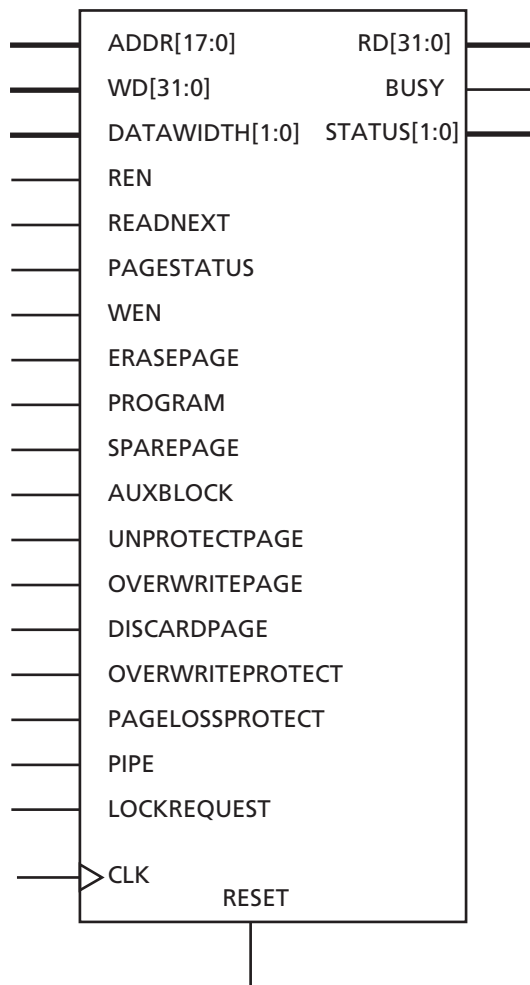 ADDR[17:0] RD[31:0]
WD[31:0] BUSY
DATAWIDTH[1:0] STATUS[1:0]
REN
READNEXT
PAGESTATUS
WEN
ERASEPAGE
PROGRAM
SPAREPAGE
AUXBLOCK
UNPROTECTPAGE
OVERWRITEPAGE
DISCARDPAGE
OVERWRITEPROTECT
PAGELOSSPROTECT
PIPE
LOCKREQUEST
CLK
RESET